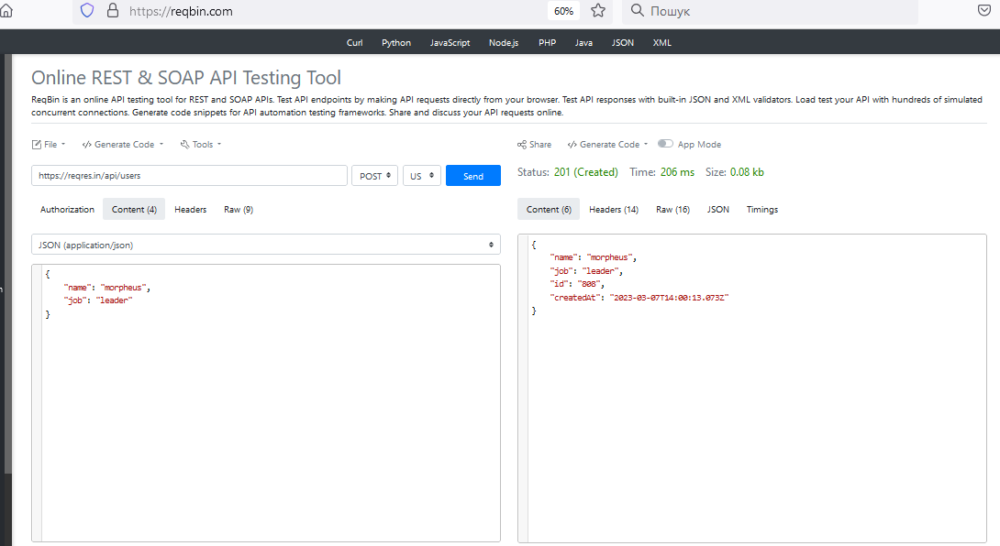 https://reqbin.com
60%
Пошук
Curl Python JavaScript Node.js PHP Java JSON XML
Online REST & SOAP API Testing Tool
ReqBin is an online API testing tool for REST and SOAP APIs. Test API endpoints by making API requests directly from your browser. Test API responses with built-in JSON and XML validators. Load test your API with hundreds of simulated
concurrent connections. Generate code snippets for API automation testing frameworks. Share and discuss your API requests online.
File </> Generate Code Tools
https://reqres.in/api/users POST US Send
Authorization Content (4) Headers Raw (9)
JSON (application/json)
{
"name": "morpheus",
"job": "leader"
}
Share </> Generate Code App Mode
Status: 201 (Created) Time: 206 ms Size: 0.08 kb
Content (6) Headers (14) Raw (16) JSON Timings
{
"name": "morpheus",
"job": "leader",
"id": "808",
"createdAt": "2023-03-07T14:00:13.073Z"
}